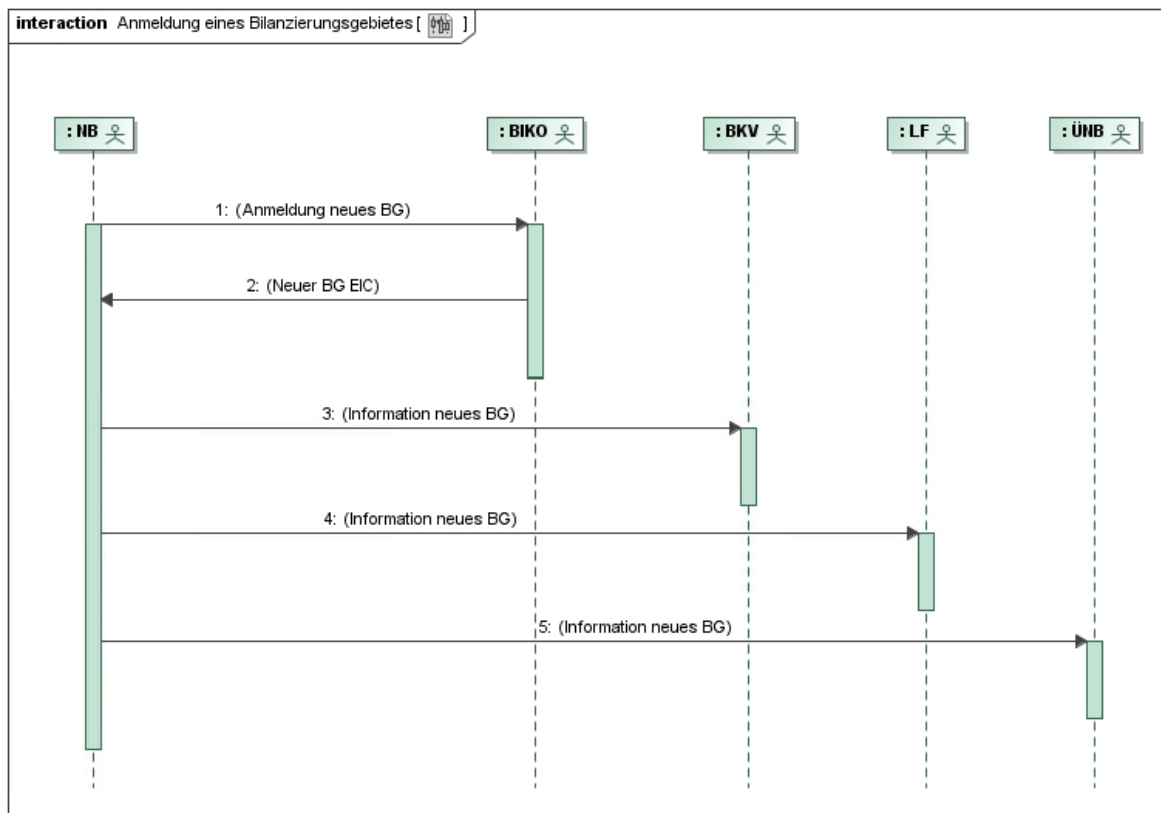 interaction Anmeldung eines Bilanzierungsgebietes [ ]
: NB
: BIKO
: BKV
: LF
: ÜNB
1: (Anmeldung neues BG)
2: (Neuer BG EIC)
3: (Information neues BG)
4: (Information neues BG)
5: (Information neues BG)